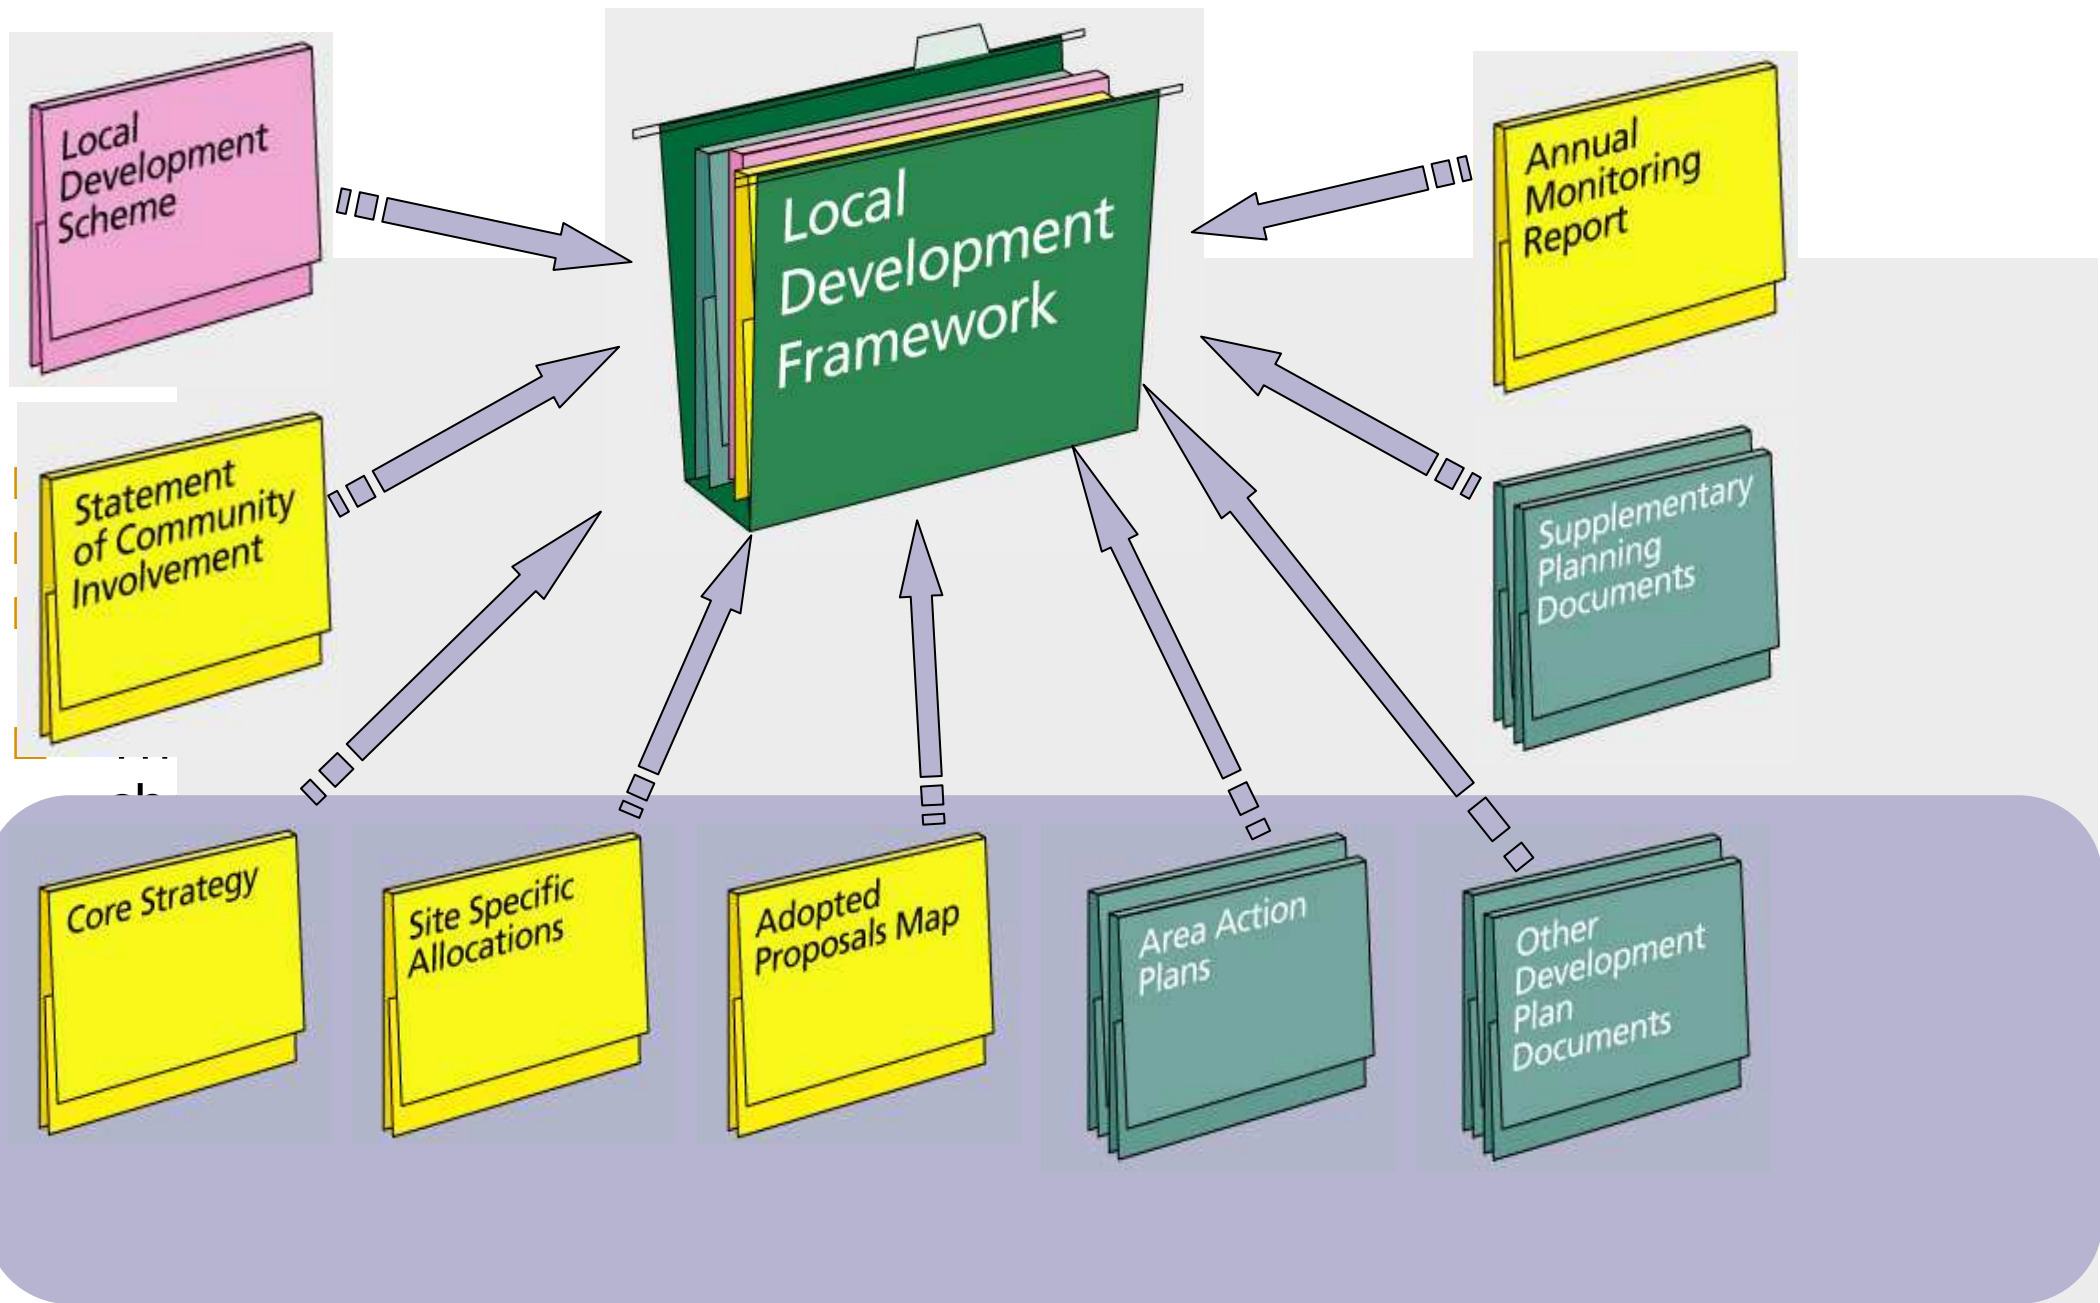 Local
Development
Scheme
Local
Development
Framework
Annual
Monitoring
Report
Statement
of Community
Involvement
Supplementary
Planning
Documents
Core Strategy
Site Specific
Allocations
Adopted
Proposals Map
Area Action
Plans
Other
Development
Plan
Documents